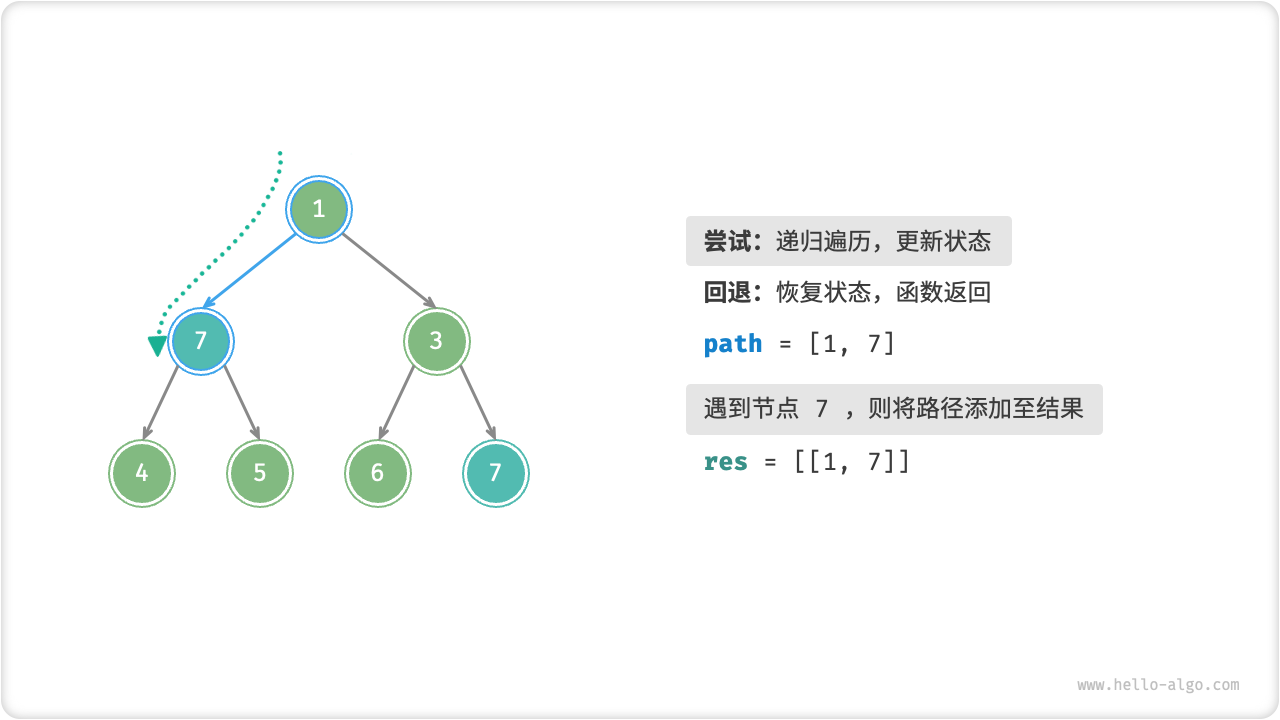 1
7
3
4
5
6
7
尝试：递归遍历，更新状态
回退：恢复状态，函数返回
path = [1, 7]
遇到节点 7 ，则将路径添加至结果
res = [[1, 7]]
www.hello-algo.com